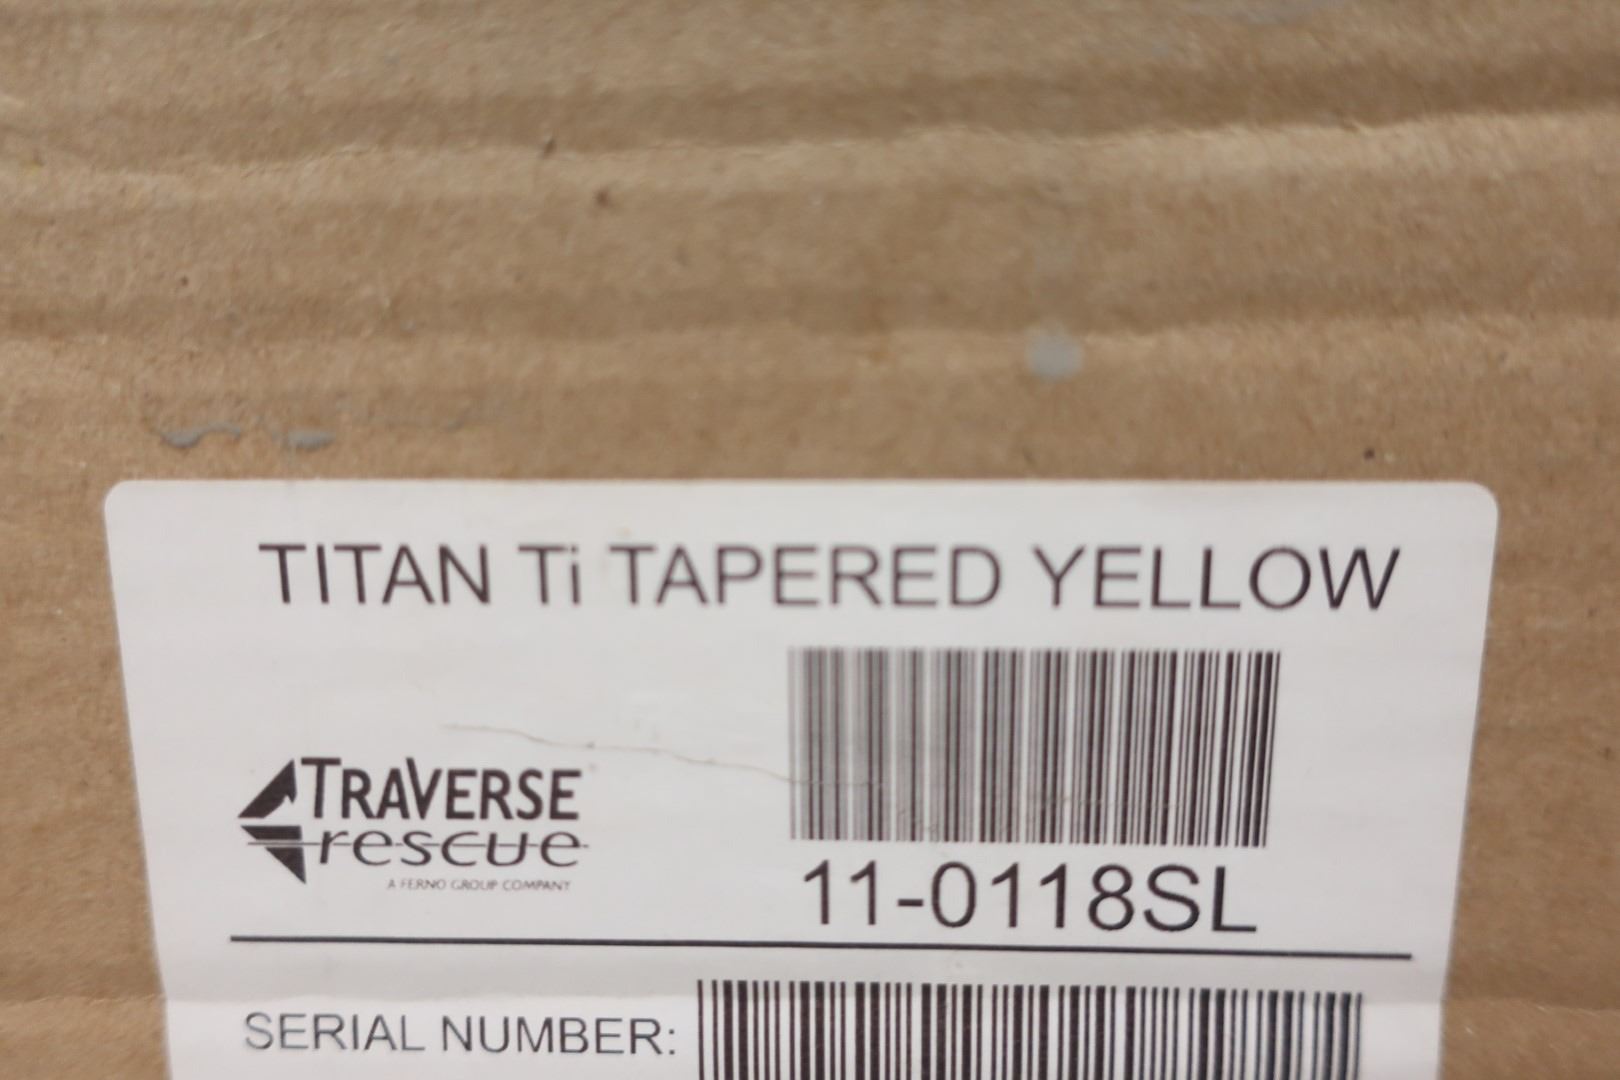 TITAN Ti TAPERED YELLOW
TRAVERSE
rescue
A FERNO GROUP COMPANY
11-0118SL
SERIAL NUMBER: